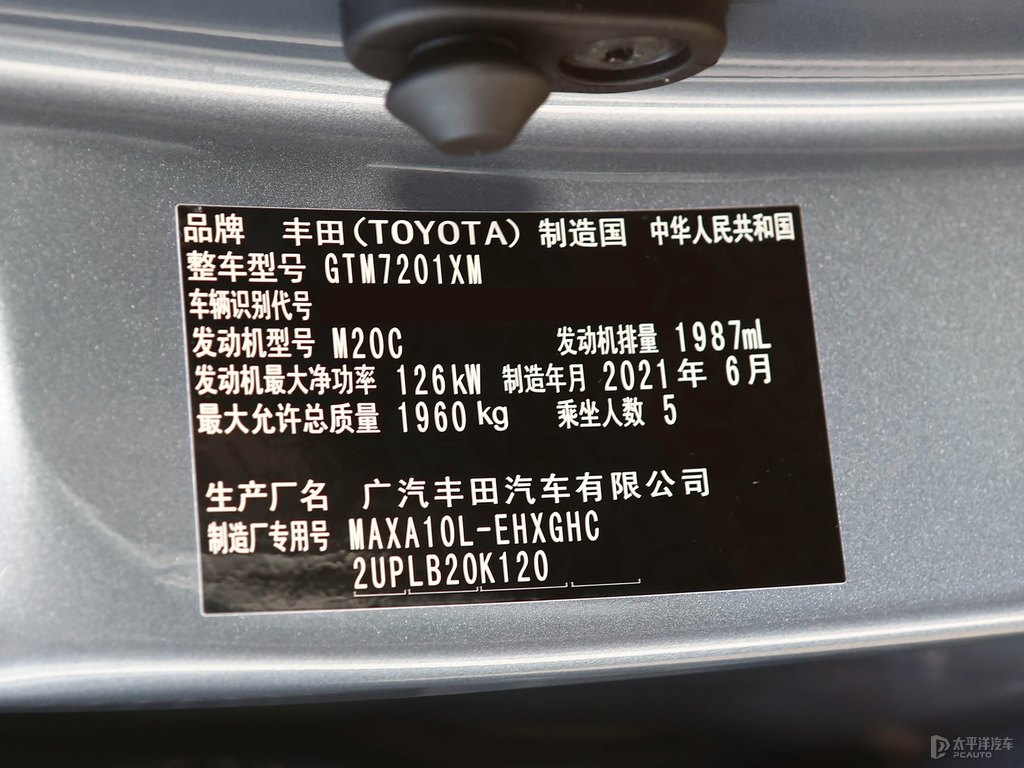 品牌 丰田(TOYOTA) 制造国 中华人民共和国
整车型号 GTM7201XM
车辆识别代号
发动机型号 M20C 发动机排量 1987mL
发动机最大净功率 126kW 制造年月 2021年 6月
最大允许总质量 1960kg 乘坐人数 5
生产厂名 广汽丰田汽车有限公司
制造厂专用号 MAXA10L-EHXGHC
2UPLB20K120
太平洋汽车
PCAUTO